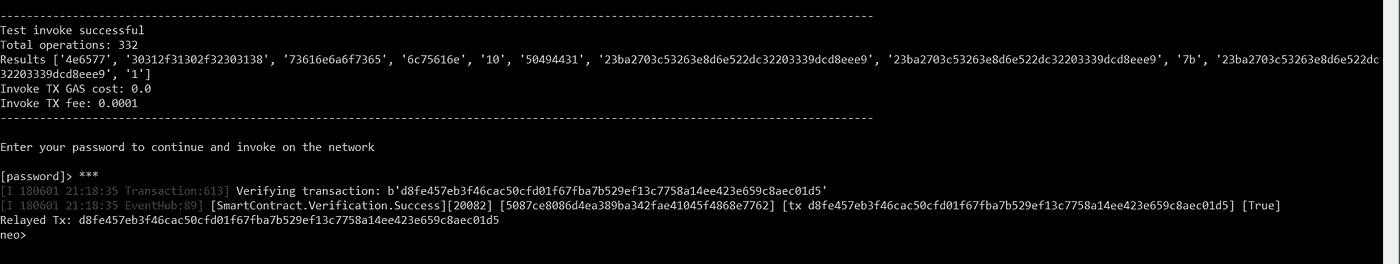 --------------------------------------------------------------------------------------------------------------------------------
Test invoke successful
Total operations: 332
Results ['4e6577', '30312f31302f32303138', '73616e6a6f7365', '6c75616e', '10', '50494431', '23ba2703c53263e8d6e522dc32203339dcd8eee9', '23ba2703c53263e8d6e522dc32203339dcd8eee9', '7b', '23ba2703c53263e8d6e522dc
32203339dcd8eee9', '1']
Invoke TX GAS cost: 0.0
Invoke TX fee: 0.0001
--------------------------------------------------------------------------------------------------------------------------------
Enter your password to continue and invoke on the network
[password]> ***
[I 180601 21:18:35 Transaction:613] Verifying transaction: b'd8fe457eb3f46cac50cfd01f67fba7b529ef13c7758a14ee423e659c8aec01d5'
[I 180601 21:18:35 EventHub:89] [SmartContract.Verification.Success][20082] [5087ce8086d4ea389ba342fae41045f4868e7762] [tx d8fe457eb3f46cac50cfd01f67fba7b529ef13c7758a14ee423e659c8aec01d5] [True]
Relayed Tx: d8fe457eb3f46cac50cfd01f67fba7b529ef13c7758a14ee423e659c8aec01d5
neo>